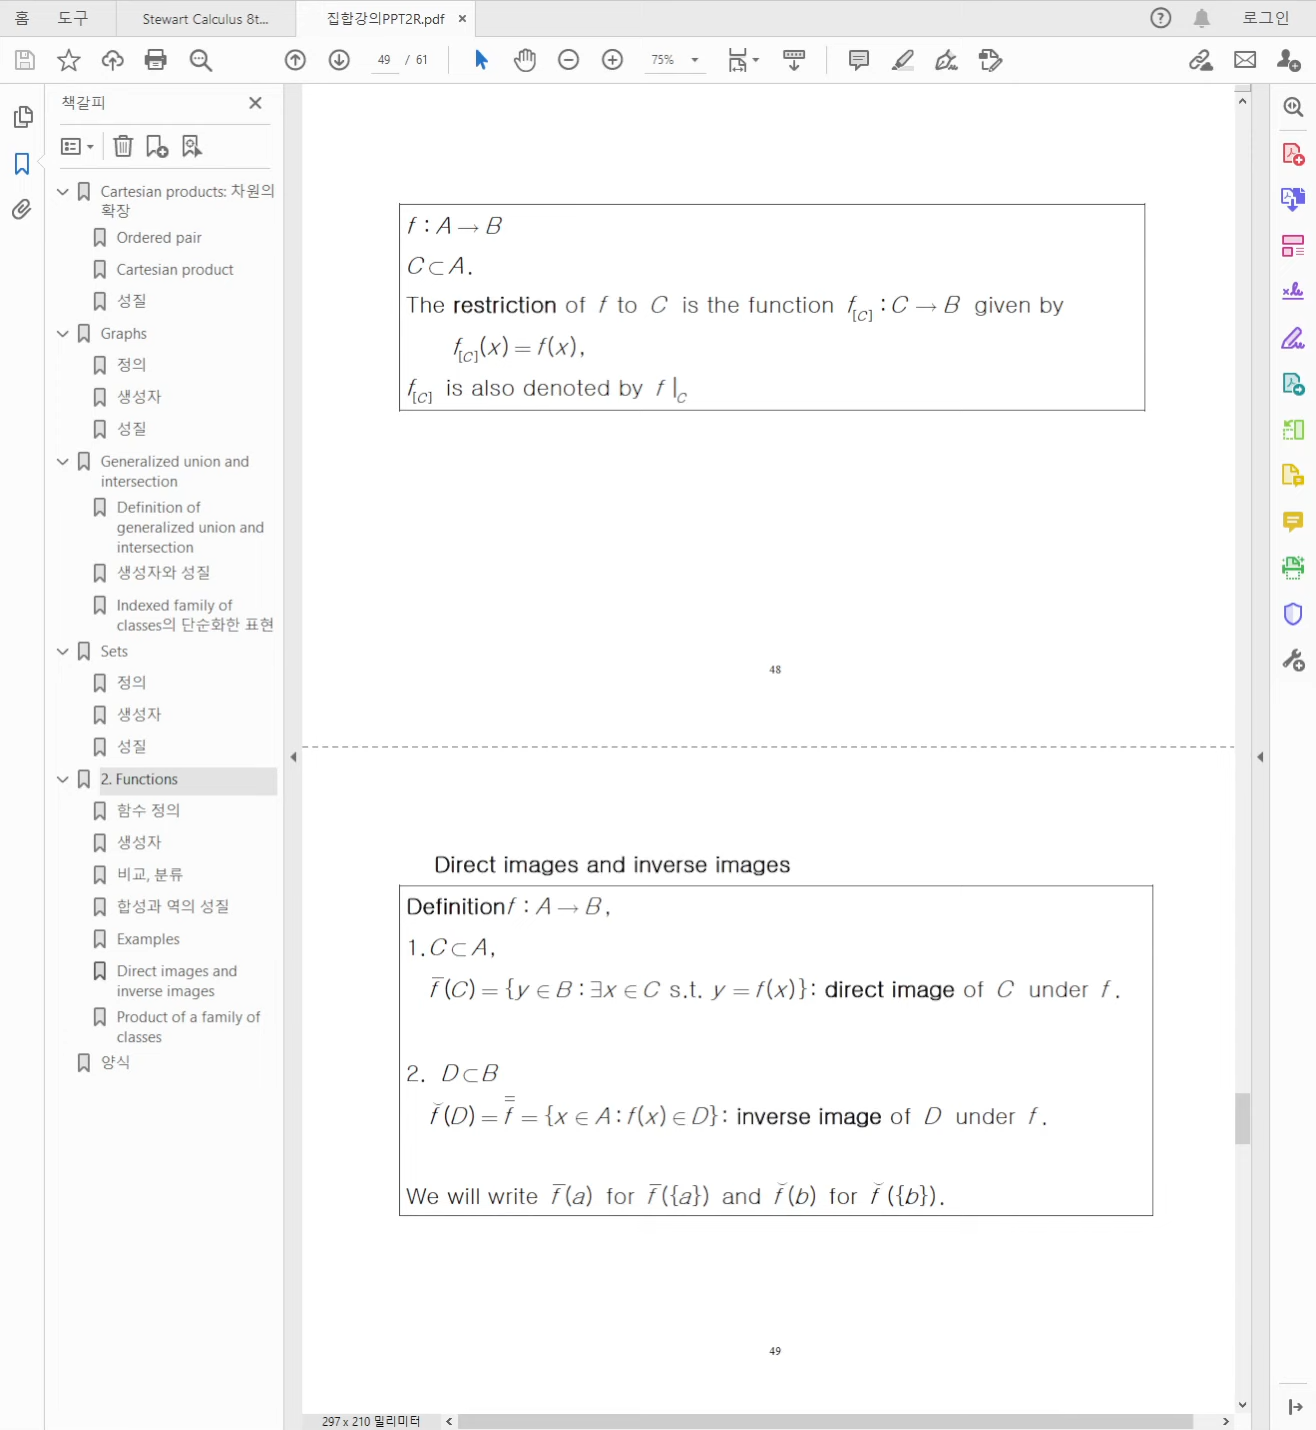 홈 도구 Stewart Calculus 8t... 집합강의PPT2R.pdf × 로그인
49 / 61 75%
책갈피
Cartesian products: 차원의
확장
Ordered pair
Cartesian product
성질
Graphs
정의
생성자
성질
Generalized union and
intersection
Definition of
generalized union and
intersection
생성자와 성질
Indexed family of
classes의 단순화한 표현
Sets
정의
생성자
성질
2. Functions
함수 정의
생성자
비교, 분류
합성과 역의 성질
Examples
Direct images and
inverse images
Product of a family of
classes
양식
f : A → B
C ⊂ A.
The restriction of f to C is the function f_[C] : C → B given by
f_[C](x) = f(x),
f_[C] is also denoted by f|_C
48
Direct images and inverse images
Definition f : A → B,
1. C ⊂ A,
f̅(C) = {y ∈ B : ∃x ∈ C s.t. y = f(x)} : direct image of C under f.
2. D ⊂ B
f̆(D) = f̿ = {x ∈ A : f(x) ∈ D} : inverse image of D under f.
We will write f̅(a) for f̅({a}) and f̆(b) for f̆({b}).
49
297 x 210 밀리미터